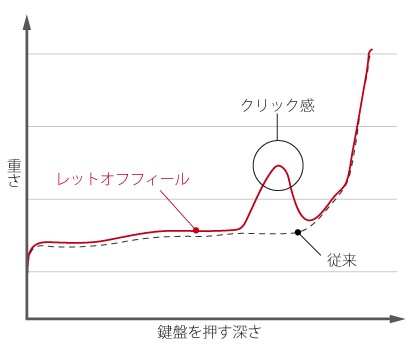 クリック感
重さ
レットオフフィール
従来
鍵盤を押す深さ